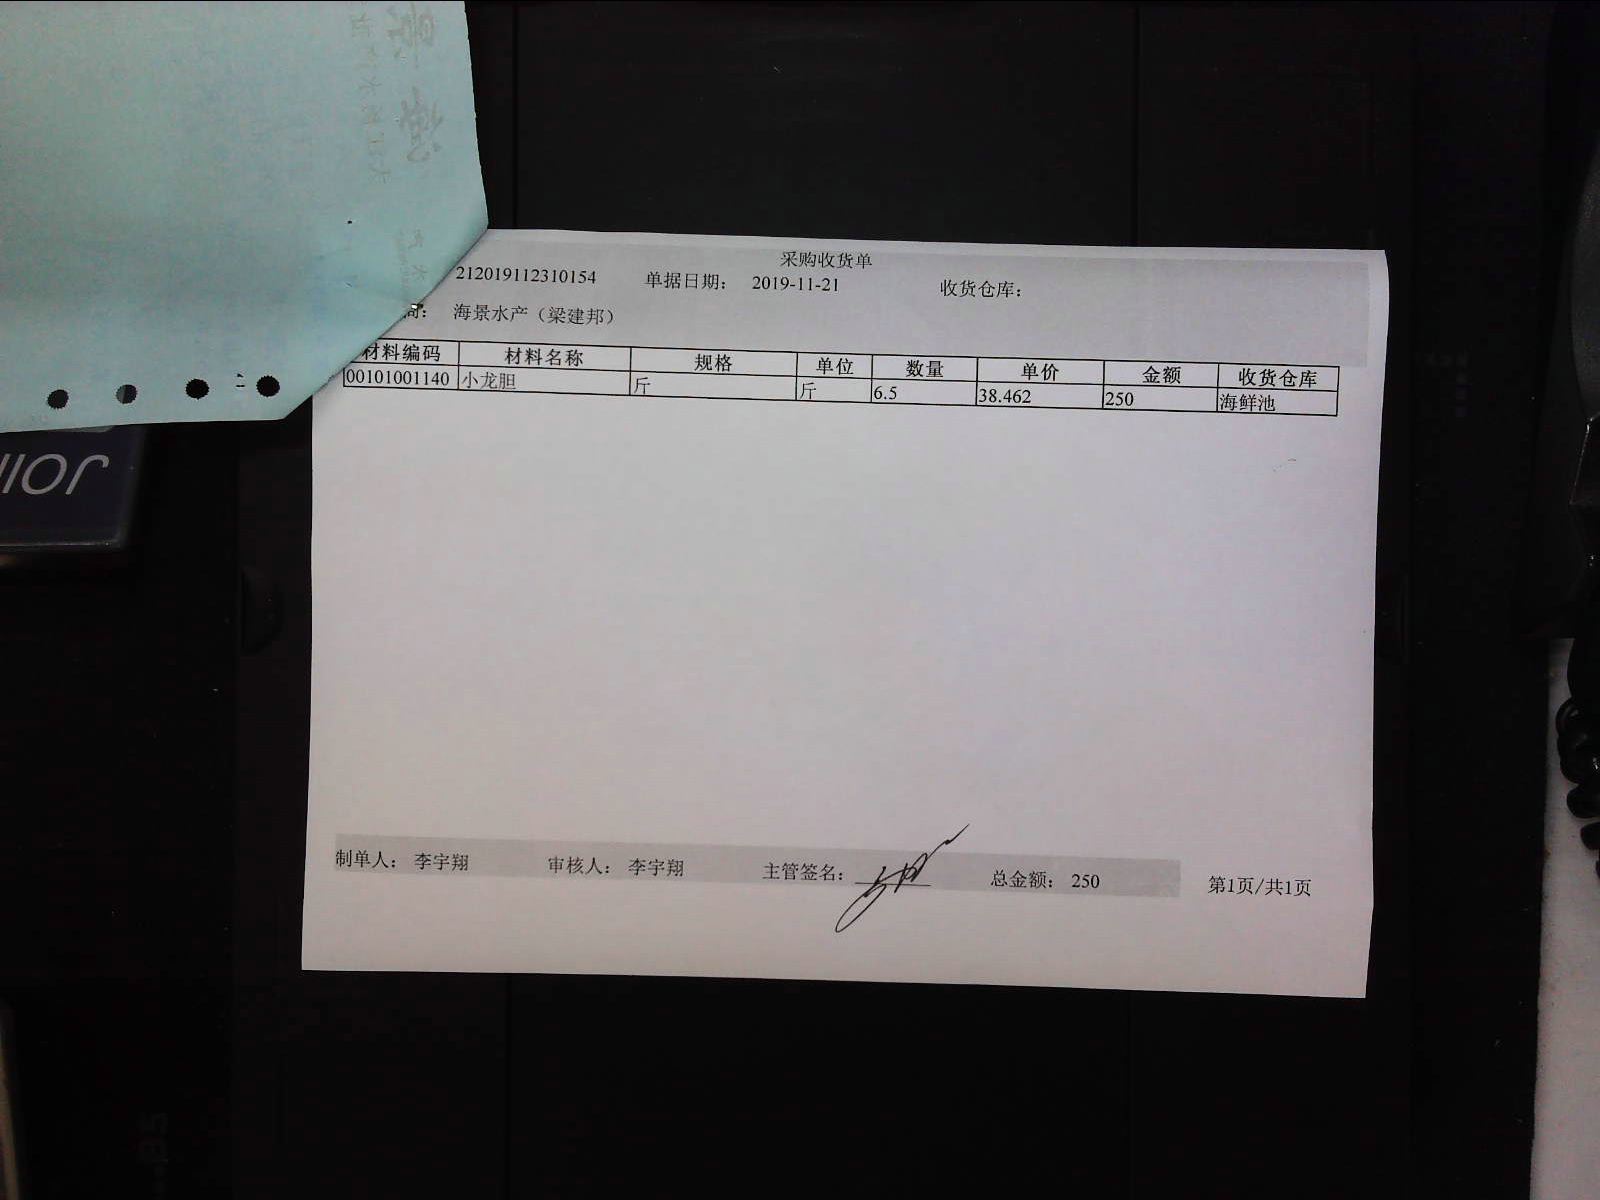 采购收货单
212019112310154 单据日期： 2019-11-21 收货仓库：
商： 海景水产（梁建邦）
材料编码 材料名称 规格 单位 数量 单价 金额 收货仓库
00101001140 小龙胆 斤 斤 6.5 38.462 250 海鲜池
制单人： 李宇翔 审核人： 李宇翔 主管签名： 总金额： 250 第1页/共1页